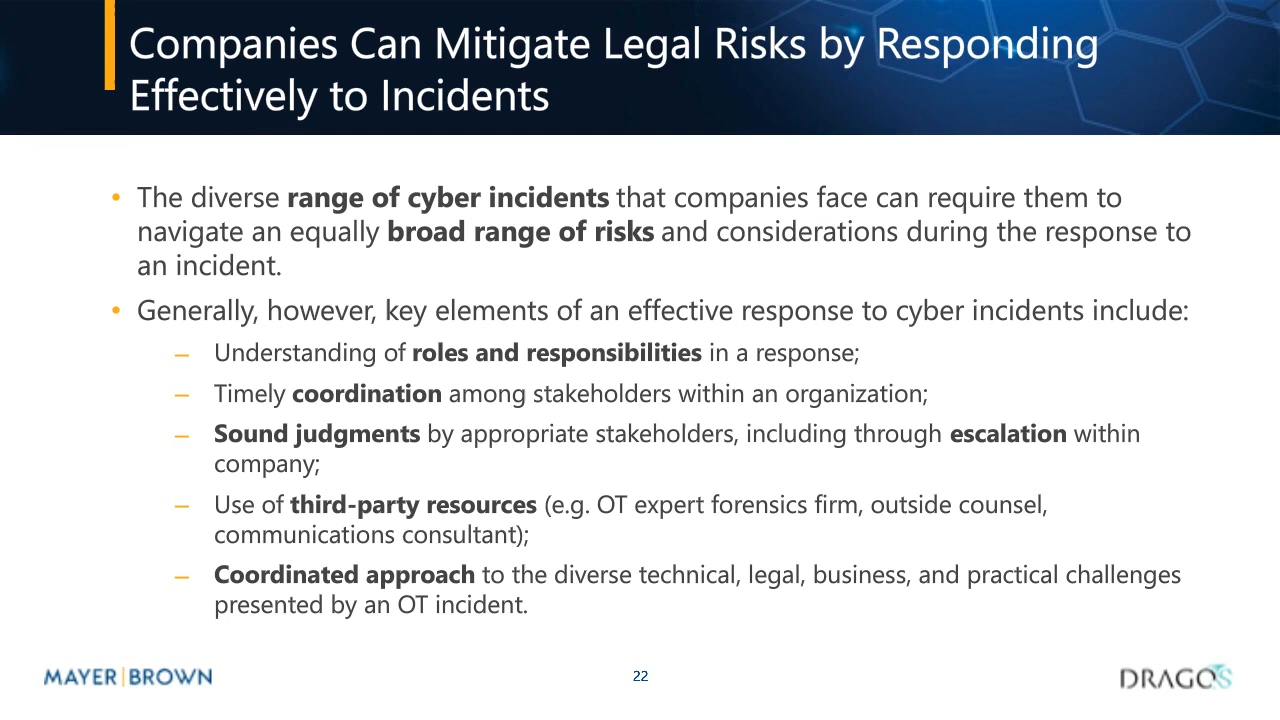 Companies Can Mitigate Legal Risks by Responding
Effectively to Incidents
• The diverse range of cyber incidents that companies face can require them to
navigate an equally broad range of risks and considerations during the response to
an incident.
• Generally, however, key elements of an effective response to cyber incidents include:
– Understanding of roles and responsibilities in a response;
– Timely coordination among stakeholders within an organization;
– Sound judgments by appropriate stakeholders, including through escalation within
company;
– Use of third-party resources (e.g. OT expert forensics firm, outside counsel,
communications consultant);
– Coordinated approach to the diverse technical, legal, business, and practical challenges
presented by an OT incident.
MAYER|BROWN
22
DRAGOS